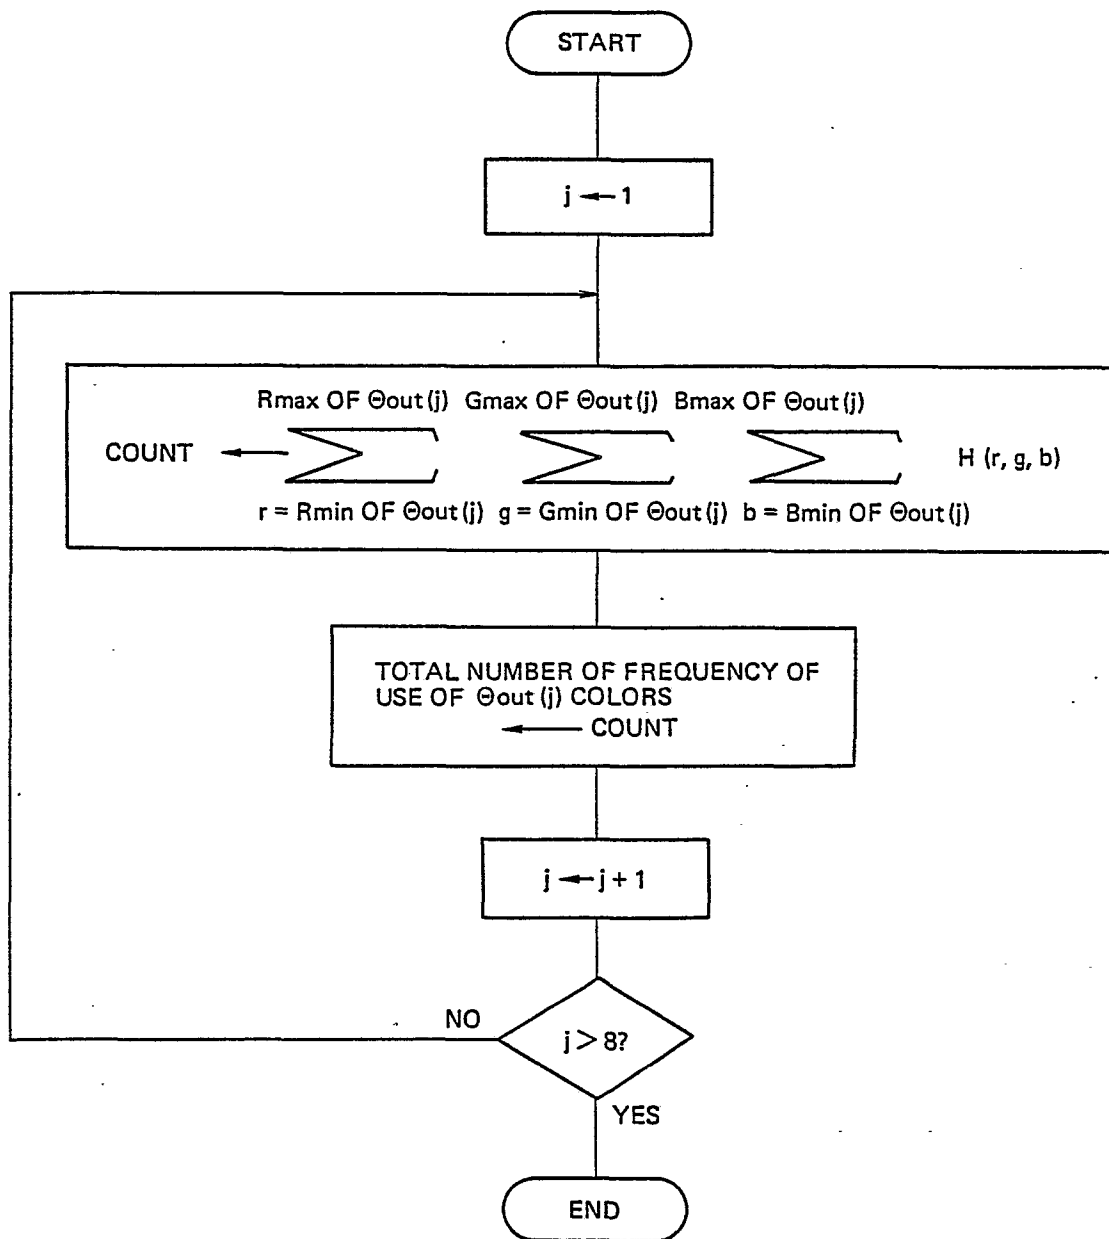 START
j ← 1
Rmax OF Θout(j) Gmax OF Θout(j) Bmax OF Θout(j)
COUNT ← Σ Σ Σ H (r, g, b)
r = Rmin OF Θout(j) g = Gmin OF Θout(j) b = Bmin OF Θout(j)
TOTAL NUMBER OF FREQUENCY OF
USE OF Θout(j) COLORS
← COUNT
j ← j + 1
NO
j > 8?
YES
END